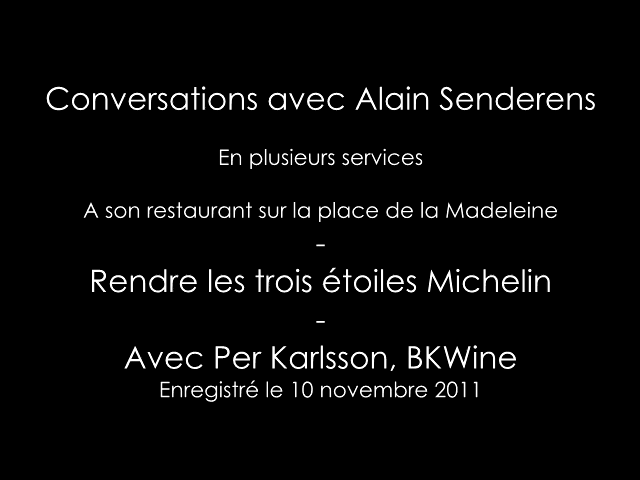 Conversations avec Alain Senderens
En plusieurs services
A son restaurant sur la place de la Madeleine
-
Rendre les trois étoiles Michelin
-
Avec Per Karlsson, BKWine
Enregistré le 10 novembre 2011